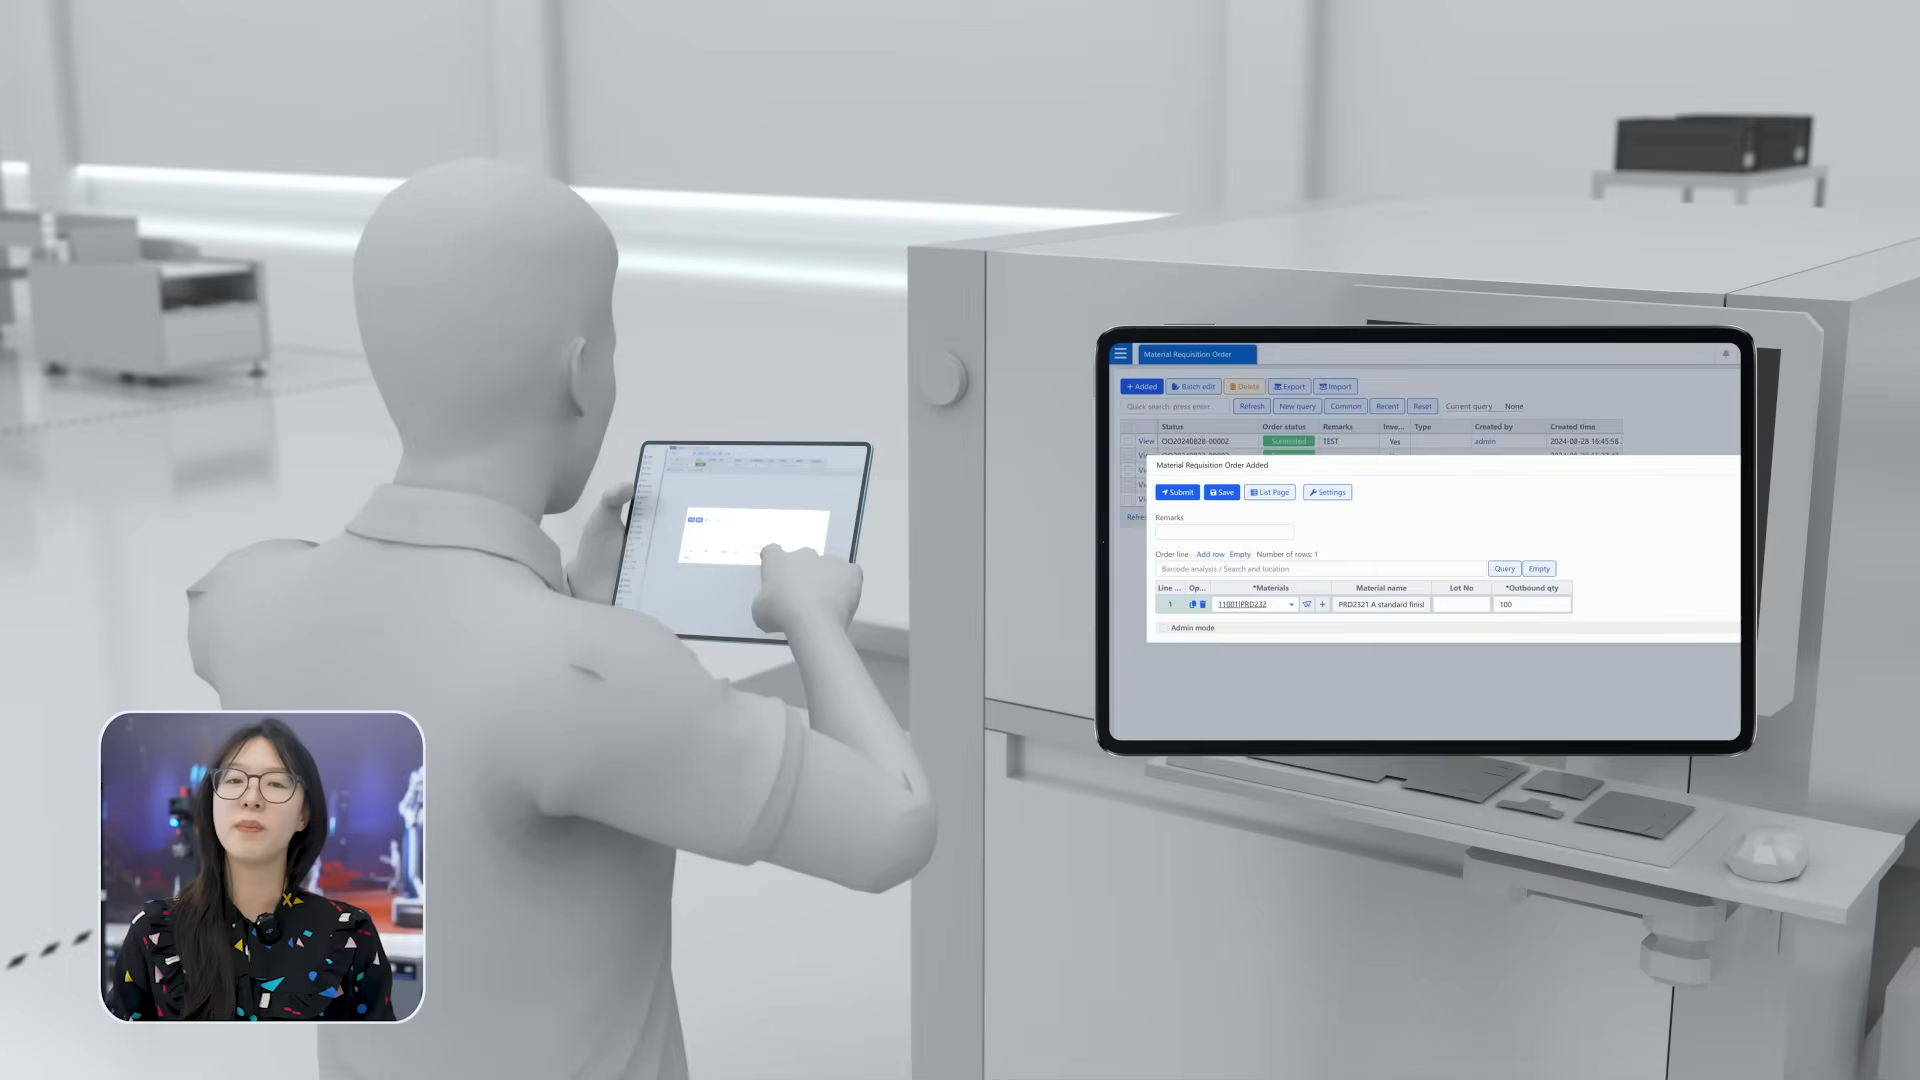 Material Requisition Order
+ Added Batch edit Delete Export Import
Quick search, press enter... Refresh New query Common Recent Reset Current query None
Status Order status Remarks Inve... Type Created by Created time
View OO20240828-00002 Submitted TEST Yes admin 2024-08-28 16:45:56
Material Requisition Order Added
Submit Save List Page Settings
Remarks
Order line Add row Empty Number of rows: 1
Barcode analysis / Search and location Query Empty
Line ... Op... *Materials Material name Lot No *Outbound qty
1 11001|PRD232 + PRD2321 A standard finisl 100
Admin mode